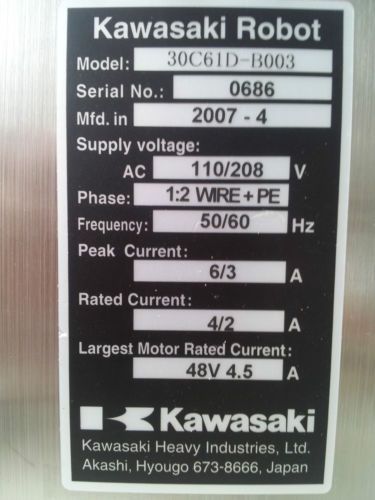 Kawasaki Robot
Model: 30C61D-B003
Serial No.: 0686
Mfd. in 2007 - 4
Supply voltage:
AC 110/208 V
Phase: 1:2 WIRE + PE
Frequency: 50/60 Hz
Peak Current:
6/3 A
Rated Current:
4/2 A
Largest Motor Rated Current:
48V 4.5 A
Kawasaki
Kawasaki Heavy Industries, Ltd.
Akashi, Hyougo 673-8666, Japan